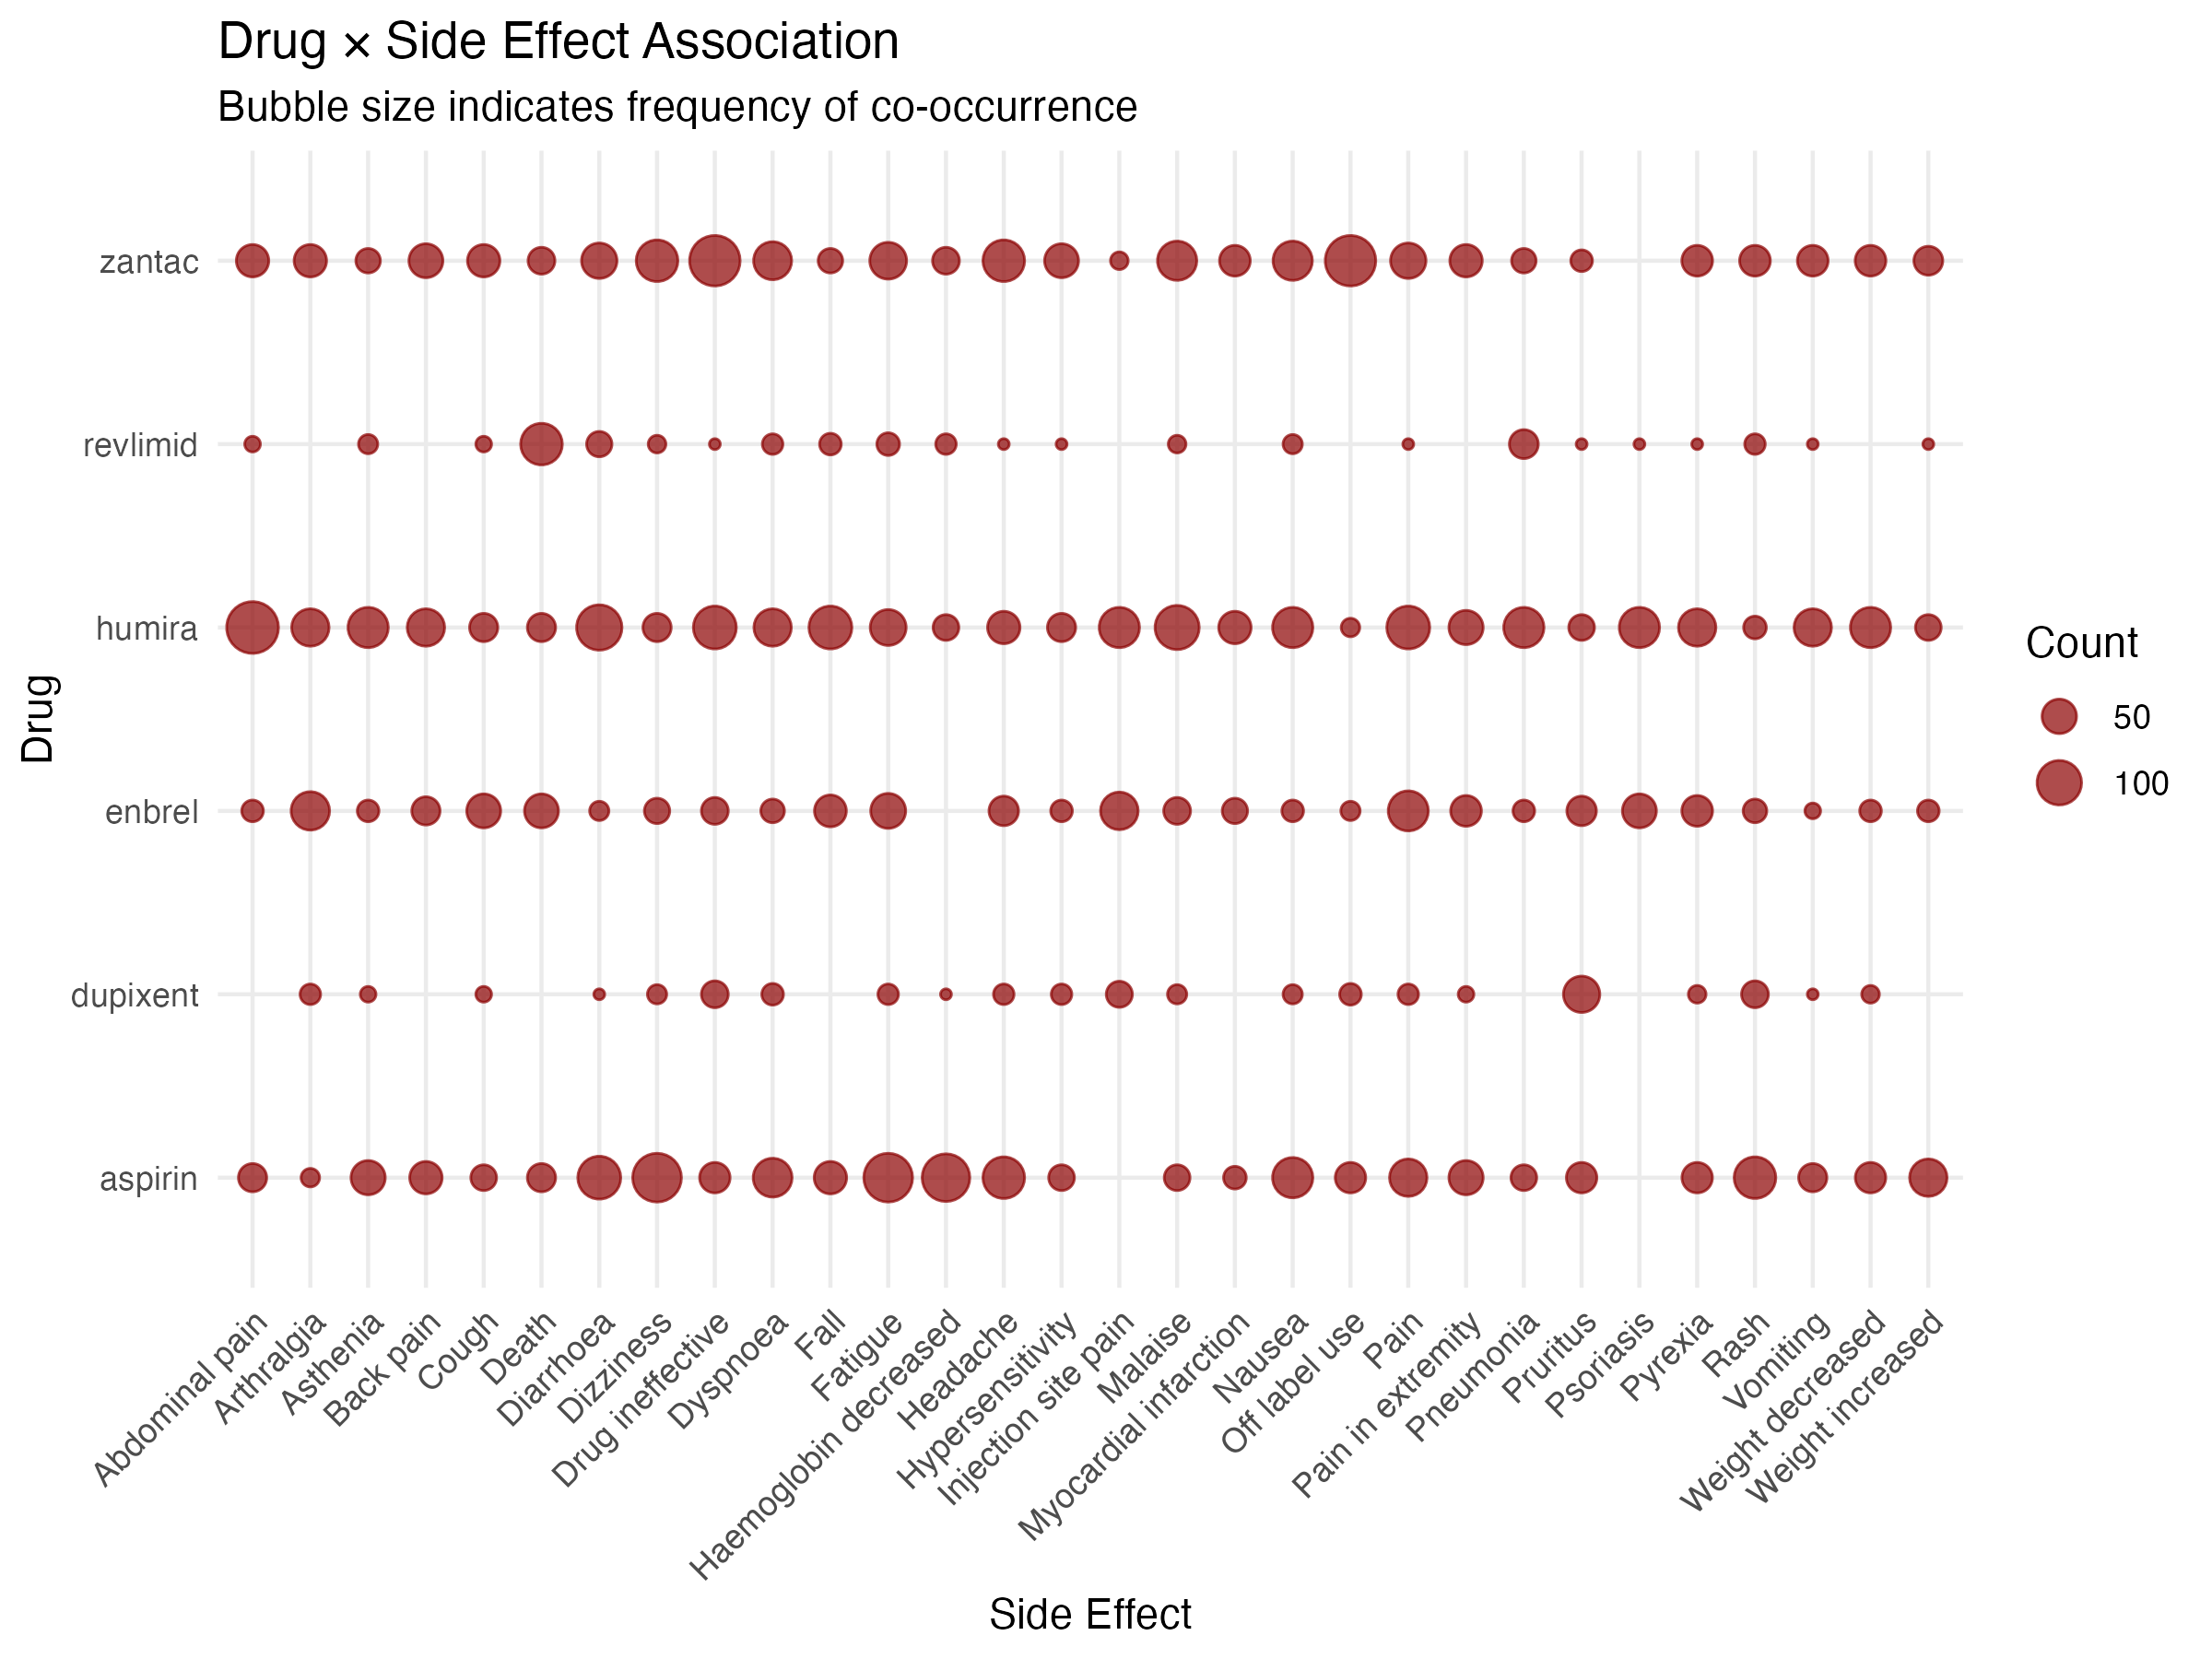 Drug × Side Effect Association
Bubble size indicates frequency of co-occurrence
zantac
revlimid
humira
enbrel
dupixent
aspirin
Drug
Abdominal pain
Arthralgia
Asthenia
Back pain
Cough
Death
Diarrhoea
Dizziness
Drug ineffective
Dyspnoea
Fall
Fatigue
Haemoglobin decreased
Headache
Hypersensitivity
Injection site pain
Malaise
Myocardial infarction
Nausea
Off label use
Pain
Pain in extremity
Pneumonia
Pruritus
Psoriasis
Pyrexia
Rash
Vomiting
Weight decreased
Weight increased
Side Effect
Count
50
100